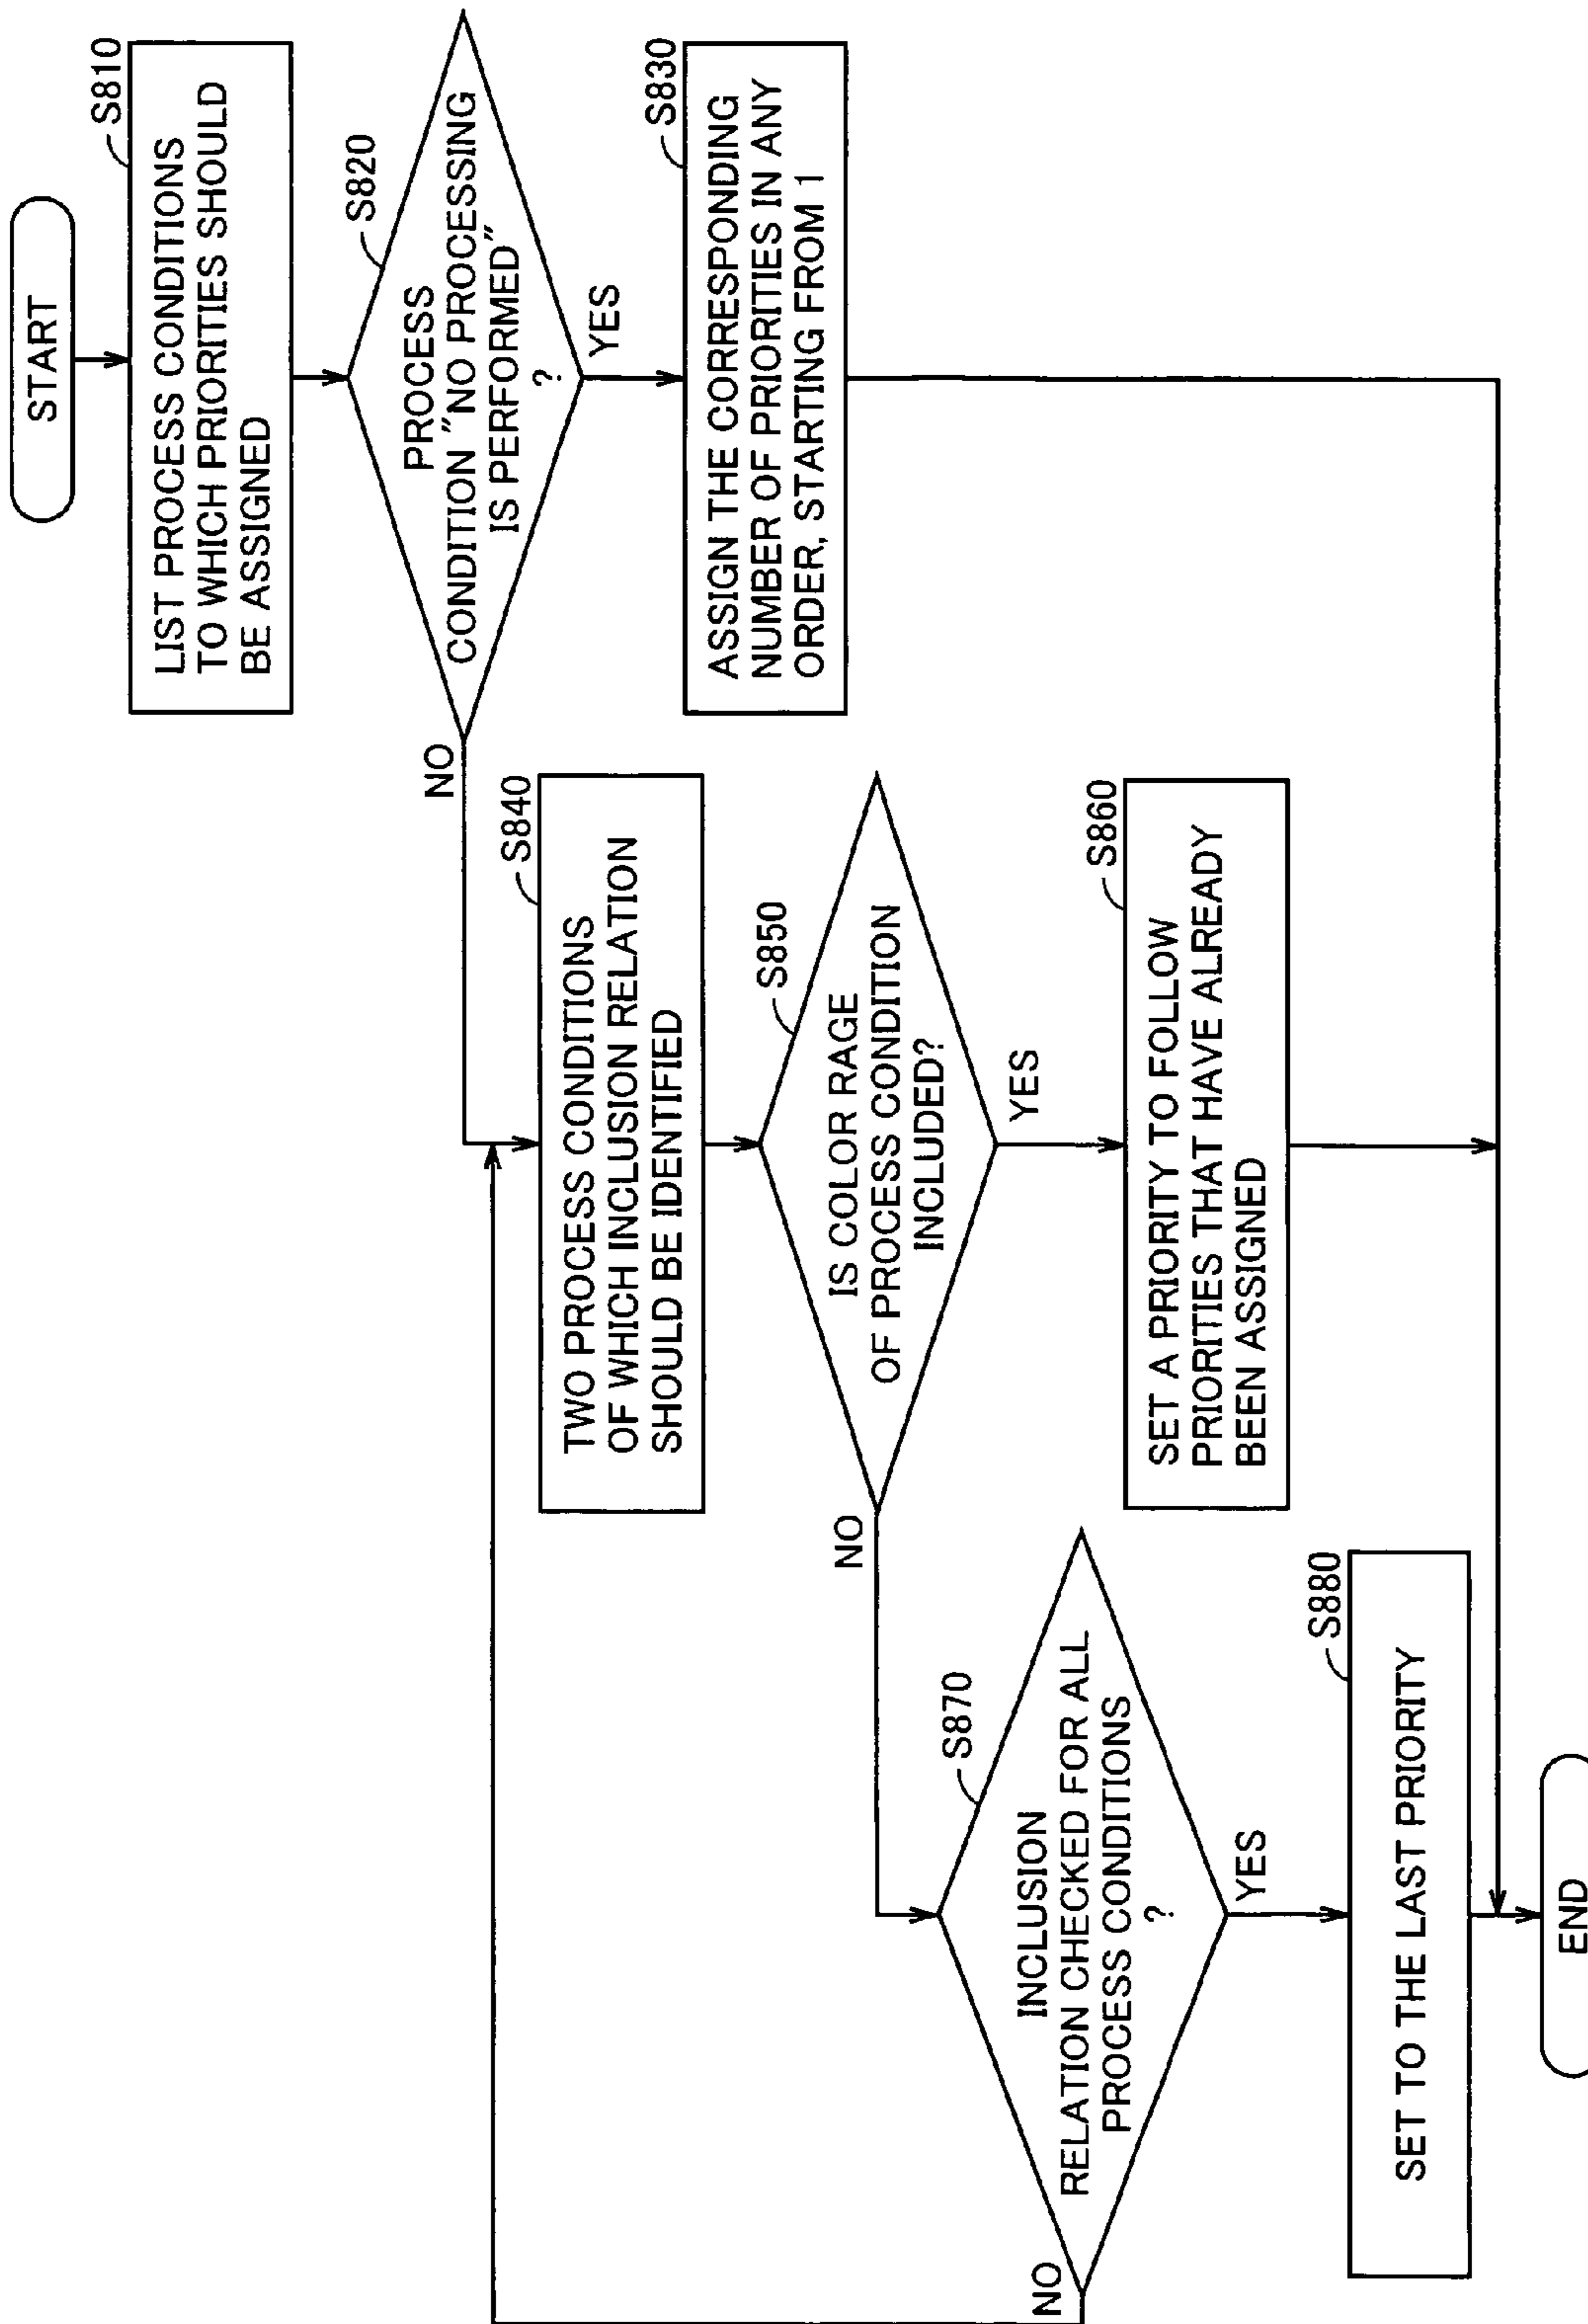 START
S810
LIST PROCESS CONDITIONS
TO WHICH PRIORITIES SHOULD
BE ASSIGNED
S820
PROCESS
CONDITION "NO PROCESSING
IS PERFORMED"
?
YES
NO
S830
ASSIGN THE CORRESPONDING
NUMBER OF PRIORITIES IN ANY
ORDER, STARTING FROM 1
S840
TWO PROCESS CONDITIONS
OF WHICH INCLUSION RELATION
SHOULD BE IDENTIFIED
S850
IS COLOR RAGE
OF PROCESS CONDITION
INCLUDED?
YES
NO
S860
SET A PRIORITY TO FOLLOW
PRIORITIES THAT HAVE ALREADY
BEEN ASSIGNED
S870
INCLUSION
RELATION CHECKED FOR ALL
PROCESS CONDITIONS
?
YES
NO
S880
SET TO THE LAST PRIORITY
END